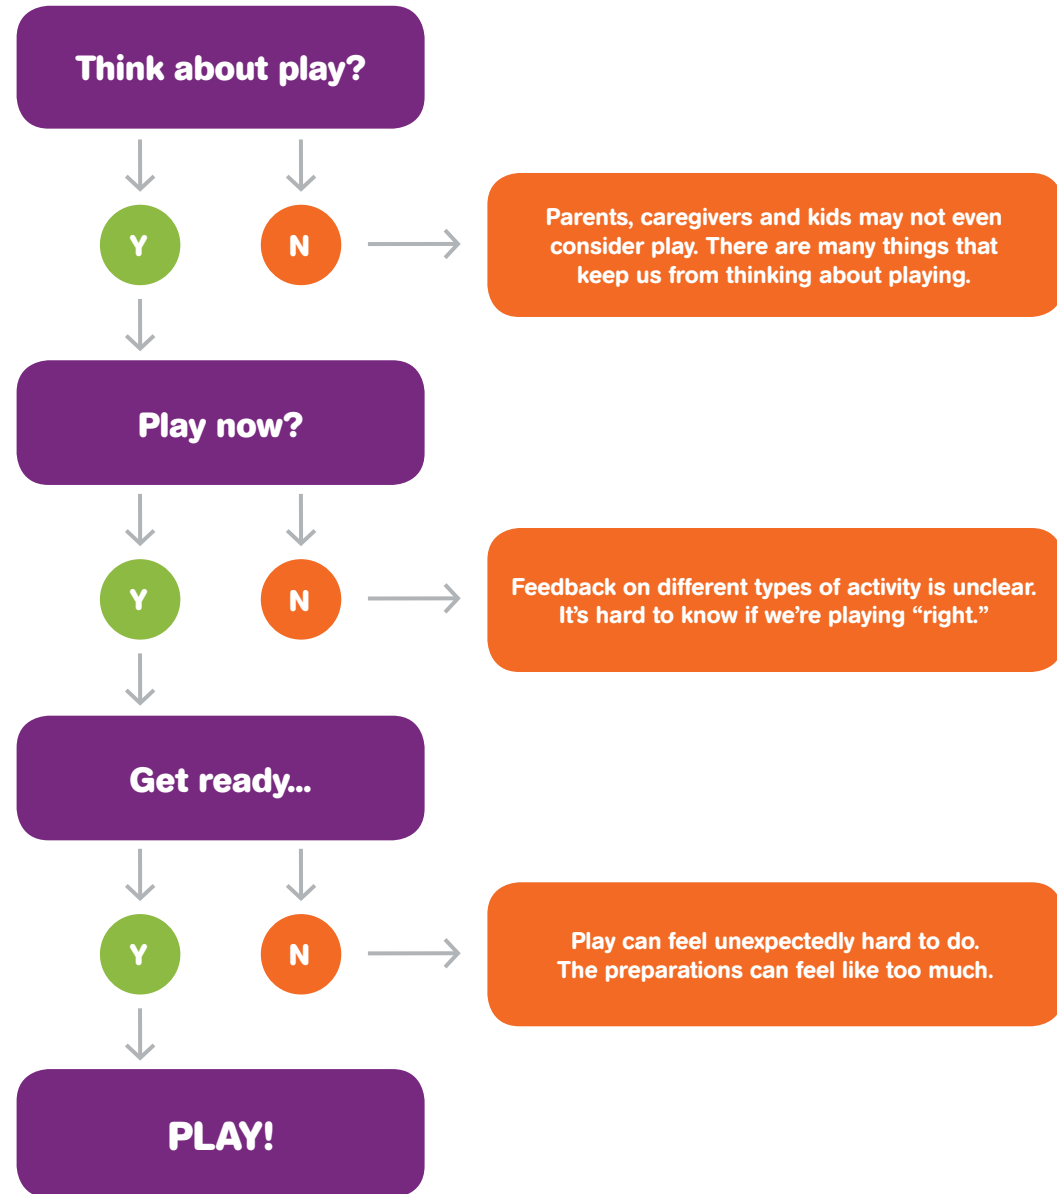 Think about play?
Y
N
Parents, caregivers and kids may not even
consider play. There are many things that
keep us from thinking about playing.
Play now?
Y
N
Feedback on different types of activity is unclear.
It’s hard to know if we’re playing “right.”
Get ready...
Y
N
Play can feel unexpectedly hard to do.
The preparations can feel like too much.
PLAY!